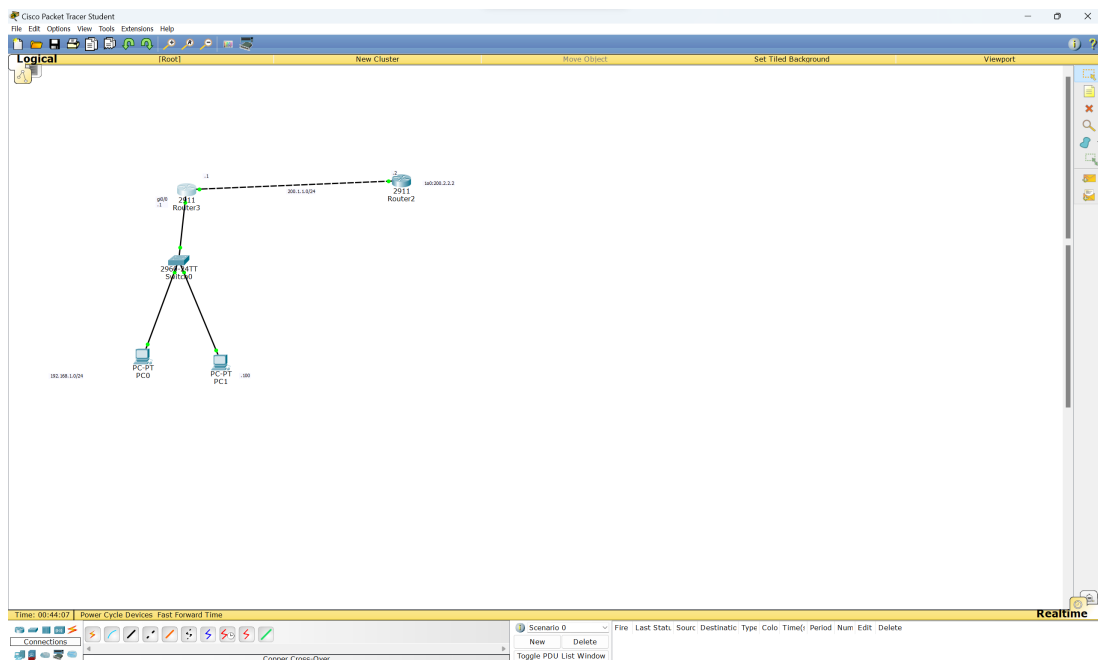 Cisco Packet Tracer Student
File Edit Options View Tools Extensions Help
Logical [Root] New Cluster Move Object Set Tiled Background Viewport
.1
.2
200.1.1.0/24
2911
Router2
gi0/0
.1
2911
Router3
Switch0
192.168.1.0/24
PC-PT
PC0
PC-PT
PC1
.100
Time: 00:44:07 Power Cycle Devices Fast Forward Time Realtime
Connections
Copper Cross-Over
Scenario 0
New Delete
Toggle PDU List Window
Fire Last Stat Sourc Destinatic Type Colo Time( Period Num Edit Delete